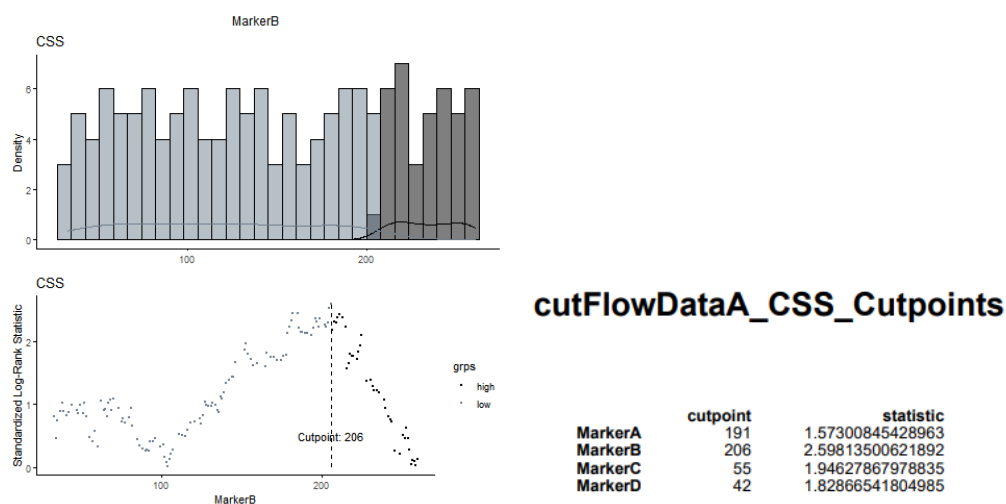 MarkerB
CSS
Density
6
4
2
0
100
200
CSS
Standardized Log-Rank Statistic
2
1
0
Cutpoint: 206
100
200
MarkerB
grps
high
low
cutFlowDataA_CSS_Cutpoints
cutpoint statistic
MarkerA 191 1.57300845428963
MarkerB 206 2.59813500621892
MarkerC 55 1.94627867978835
MarkerD 42 1.82866541804985